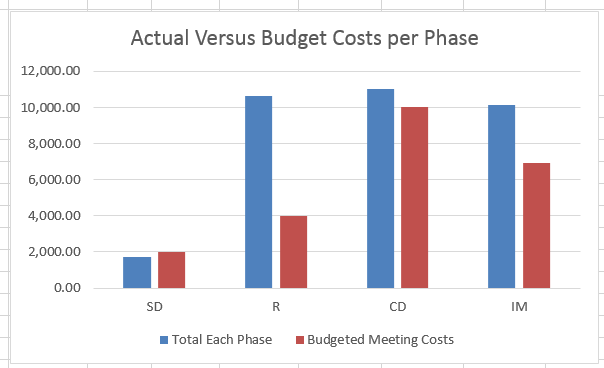 Actual Versus Budget Costs per Phase
12,000.00
10,000.00
8,000.00
6,000.00
4,000.00
2,000.00
0.00
SD R CD IM
Total Each Phase Budgeted Meeting Costs